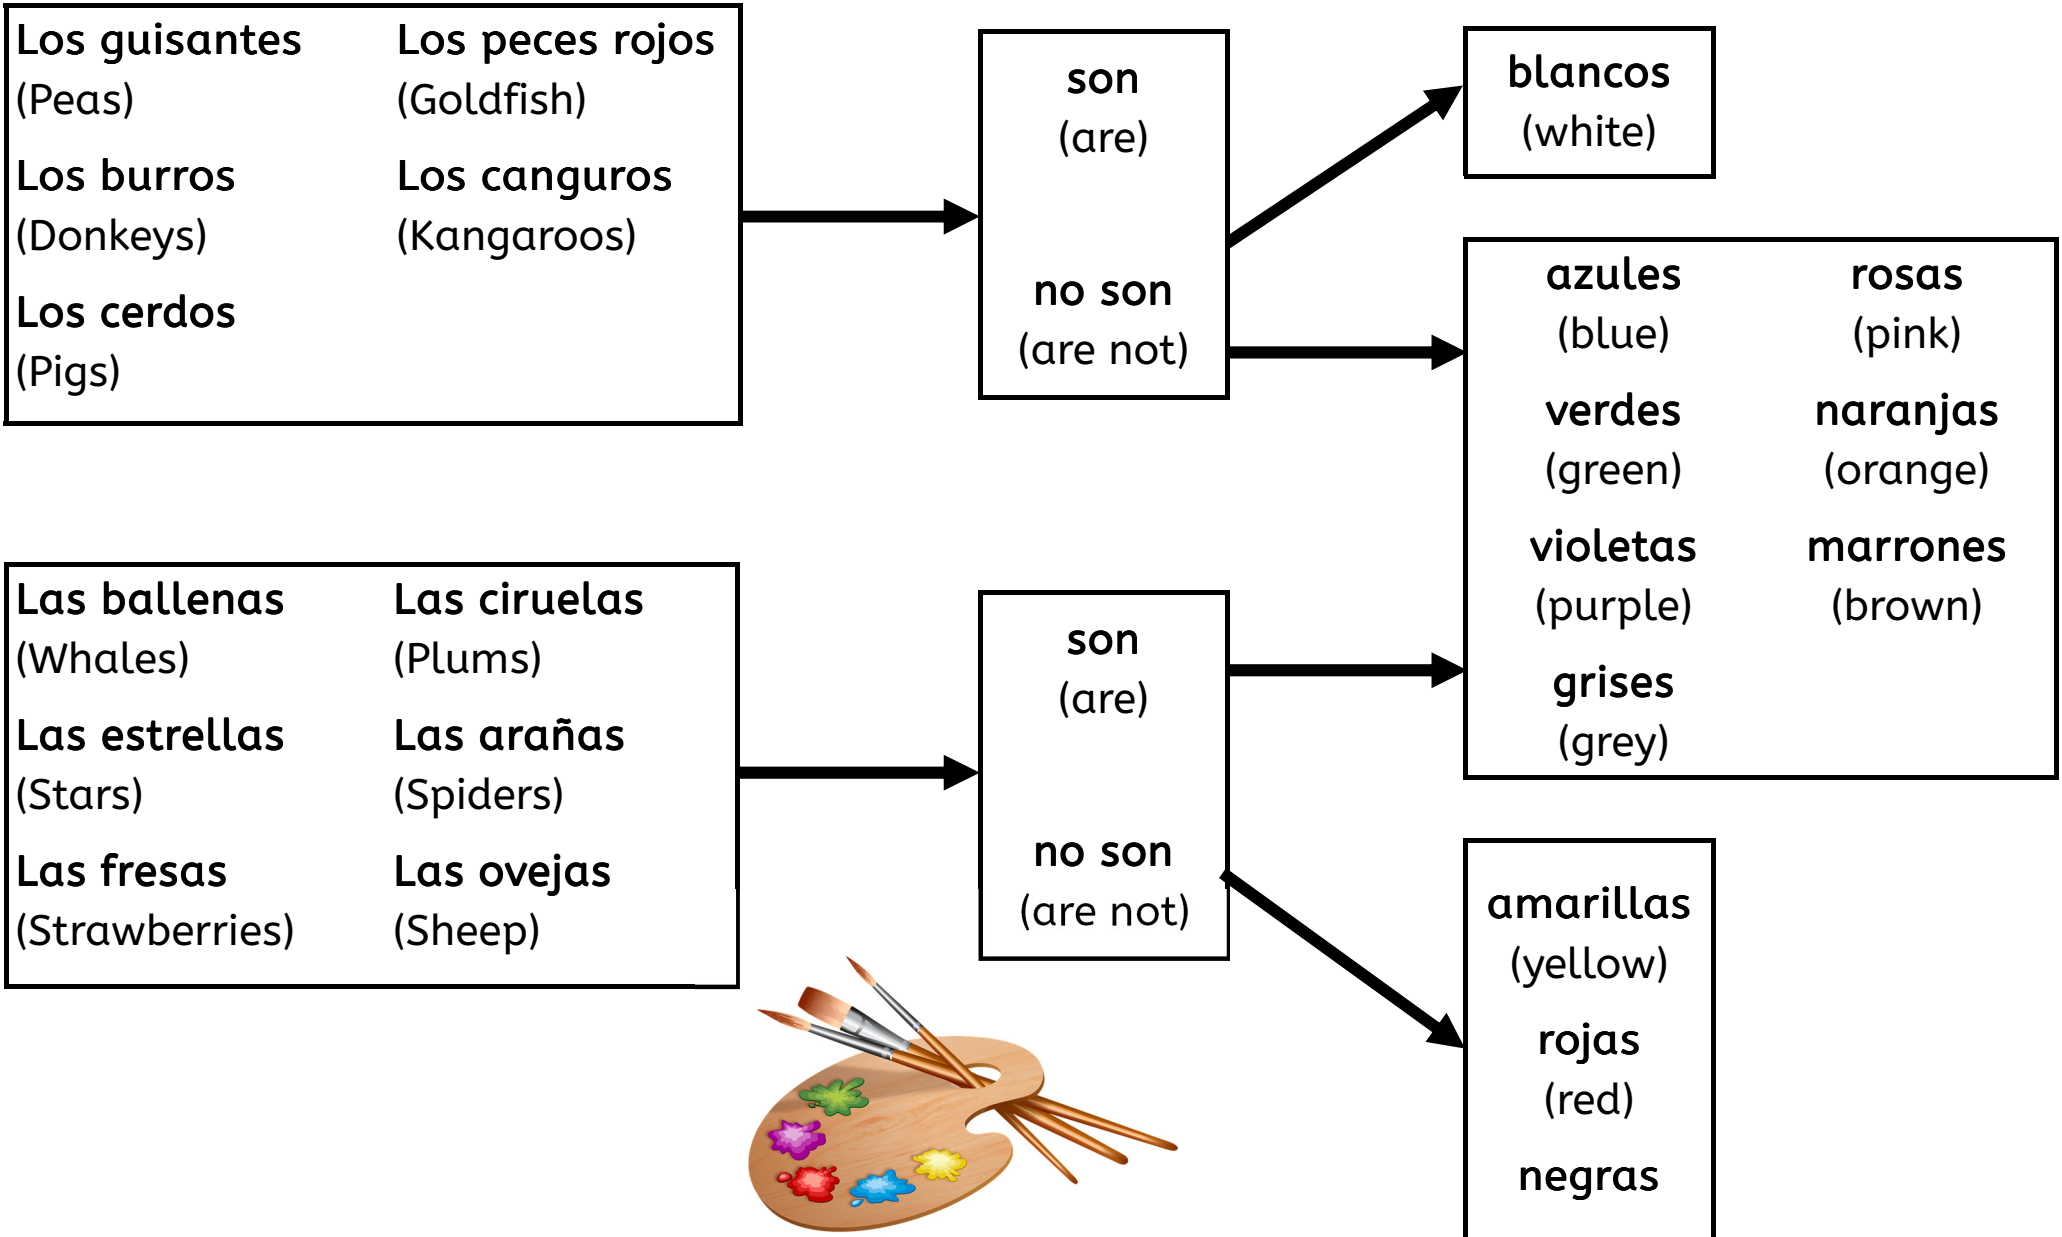 Los guisantes
(Peas)
Los burros
(Donkeys)
Los cerdos
(Pigs)
Los peces rojos
(Goldfish)
Los canguros
(Kangaroos)
son
(are)
no son
(are not)
blancos
(white)
azules
(blue)
verdes
(green)
violetas
(purple)
grises
(grey)
rosas
(pink)
naranjas
(orange)
marrones
(brown)
Las ballenas
(Whales)
Las estrellas
(Stars)
Las fresas
(Strawberries)
Las ciruelas
(Plums)
Las arañas
(Spiders)
Las ovejas
(Sheep)
son
(are)
no son
(are not)
amarillas
(yellow)
rojas
(red)
negras